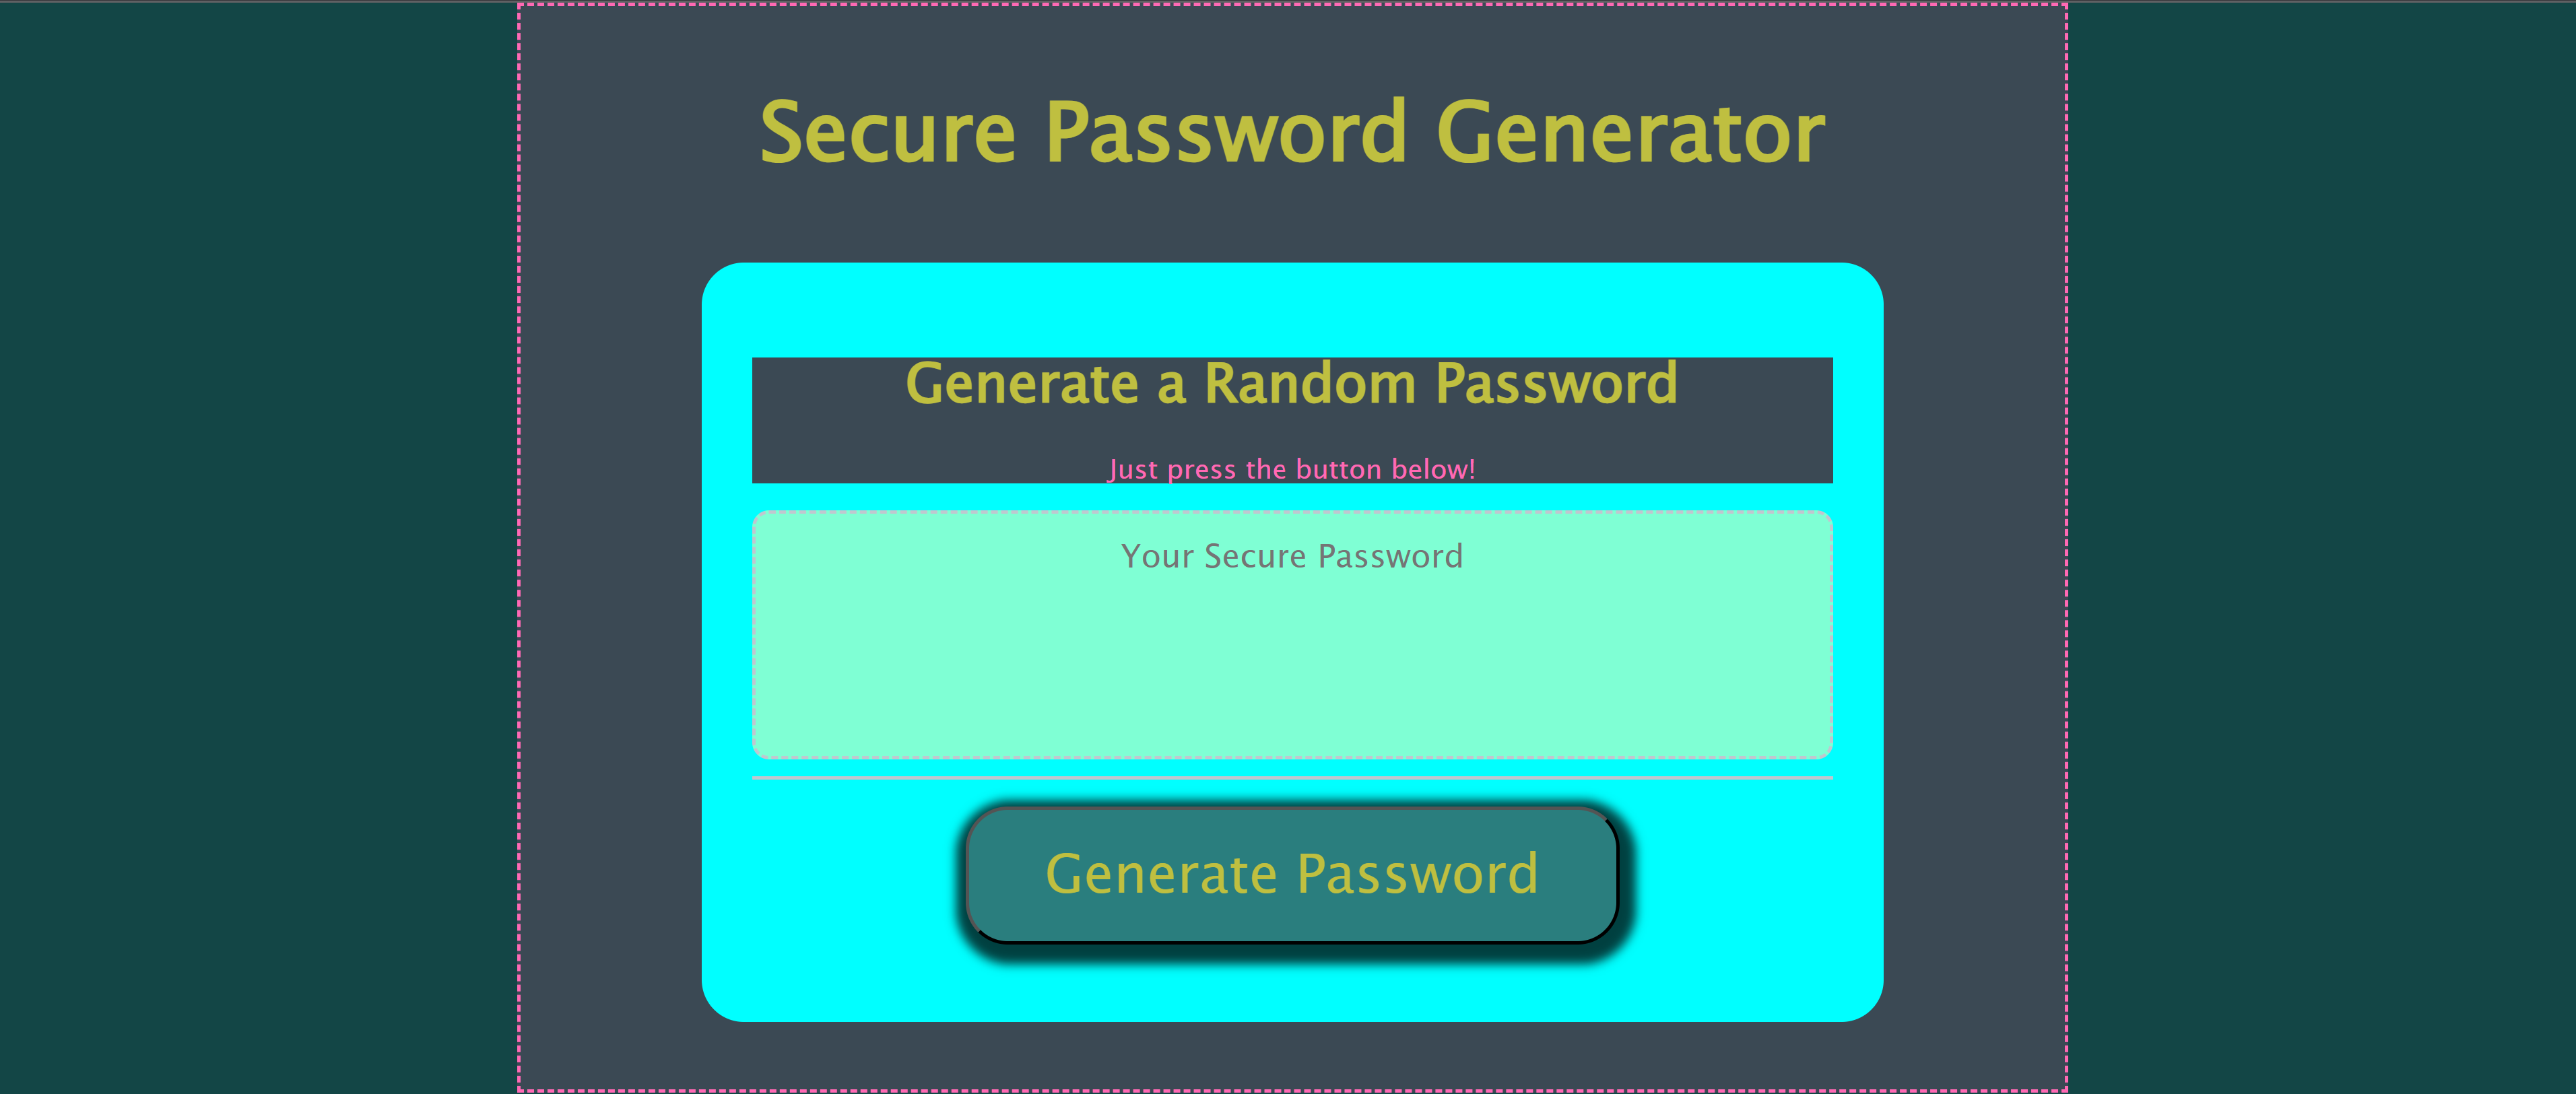 Secure Password Generator
Generate a Random Password
Just press the button below!
Your Secure Password
Generate Password